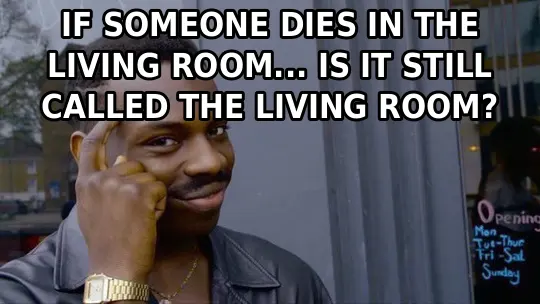 IF SOMEONE DIES IN THE
LIVING ROOM... IS IT STILL
CALLED THE LIVING ROOM?
Opening
Mon
Tue-Thur
Fri-Sat
Sunday